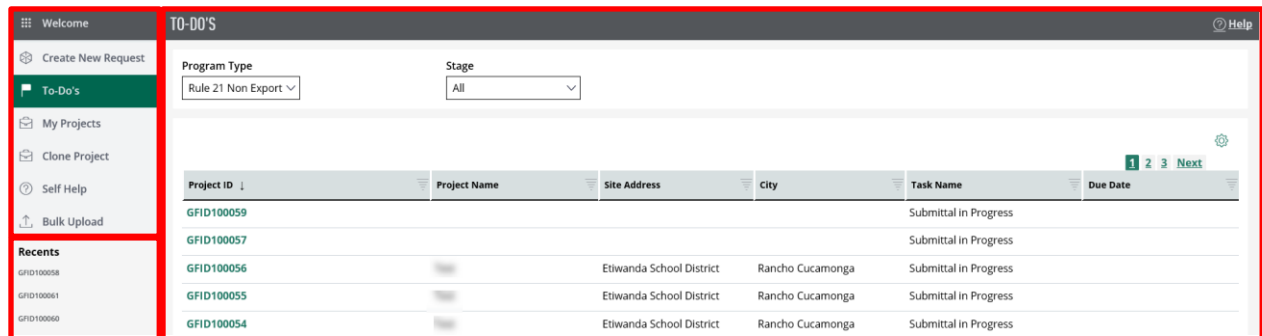 Welcome
Create New Request
To-Do's
My Projects
Clone Project
Self Help
Bulk Upload
Recents
GFID100058
GFID100061
GFID100060
TO-DO'S
Help
Program Type
Stage
Rule 21 Non Export
All
1 2 3 Next
Project ID ↓ Project Name Site Address City Task Name Due Date
GFID100059 Submittal in Progress
GFID100057 Submittal in Progress
GFID100056 Etiwanda School District Rancho Cucamonga Submittal in Progress
GFID100055 Etiwanda School District Rancho Cucamonga Submittal in Progress
GFID100054 Etiwanda School District Rancho Cucamonga Submittal in Progress